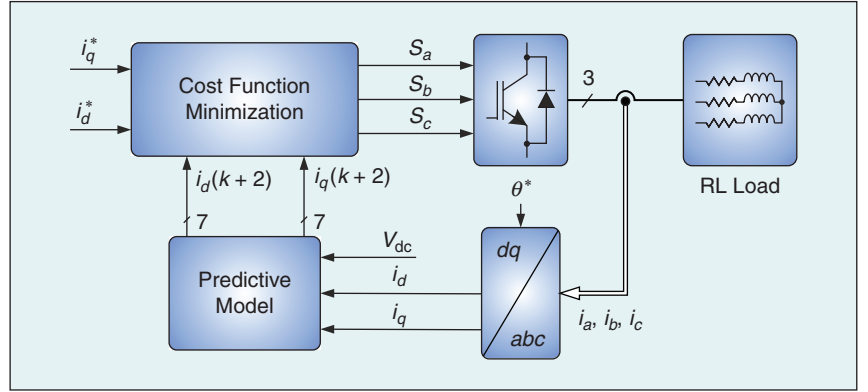 i_q^*
i_d^*
Cost Function
Minimization
S_a
S_b
S_c
3
RL Load
i_d(k + 2)
i_q(k + 2)
7
7
θ^*
Predictive
Model
V_dc
i_d
i_q
dq
abc
i_a, i_b, i_c